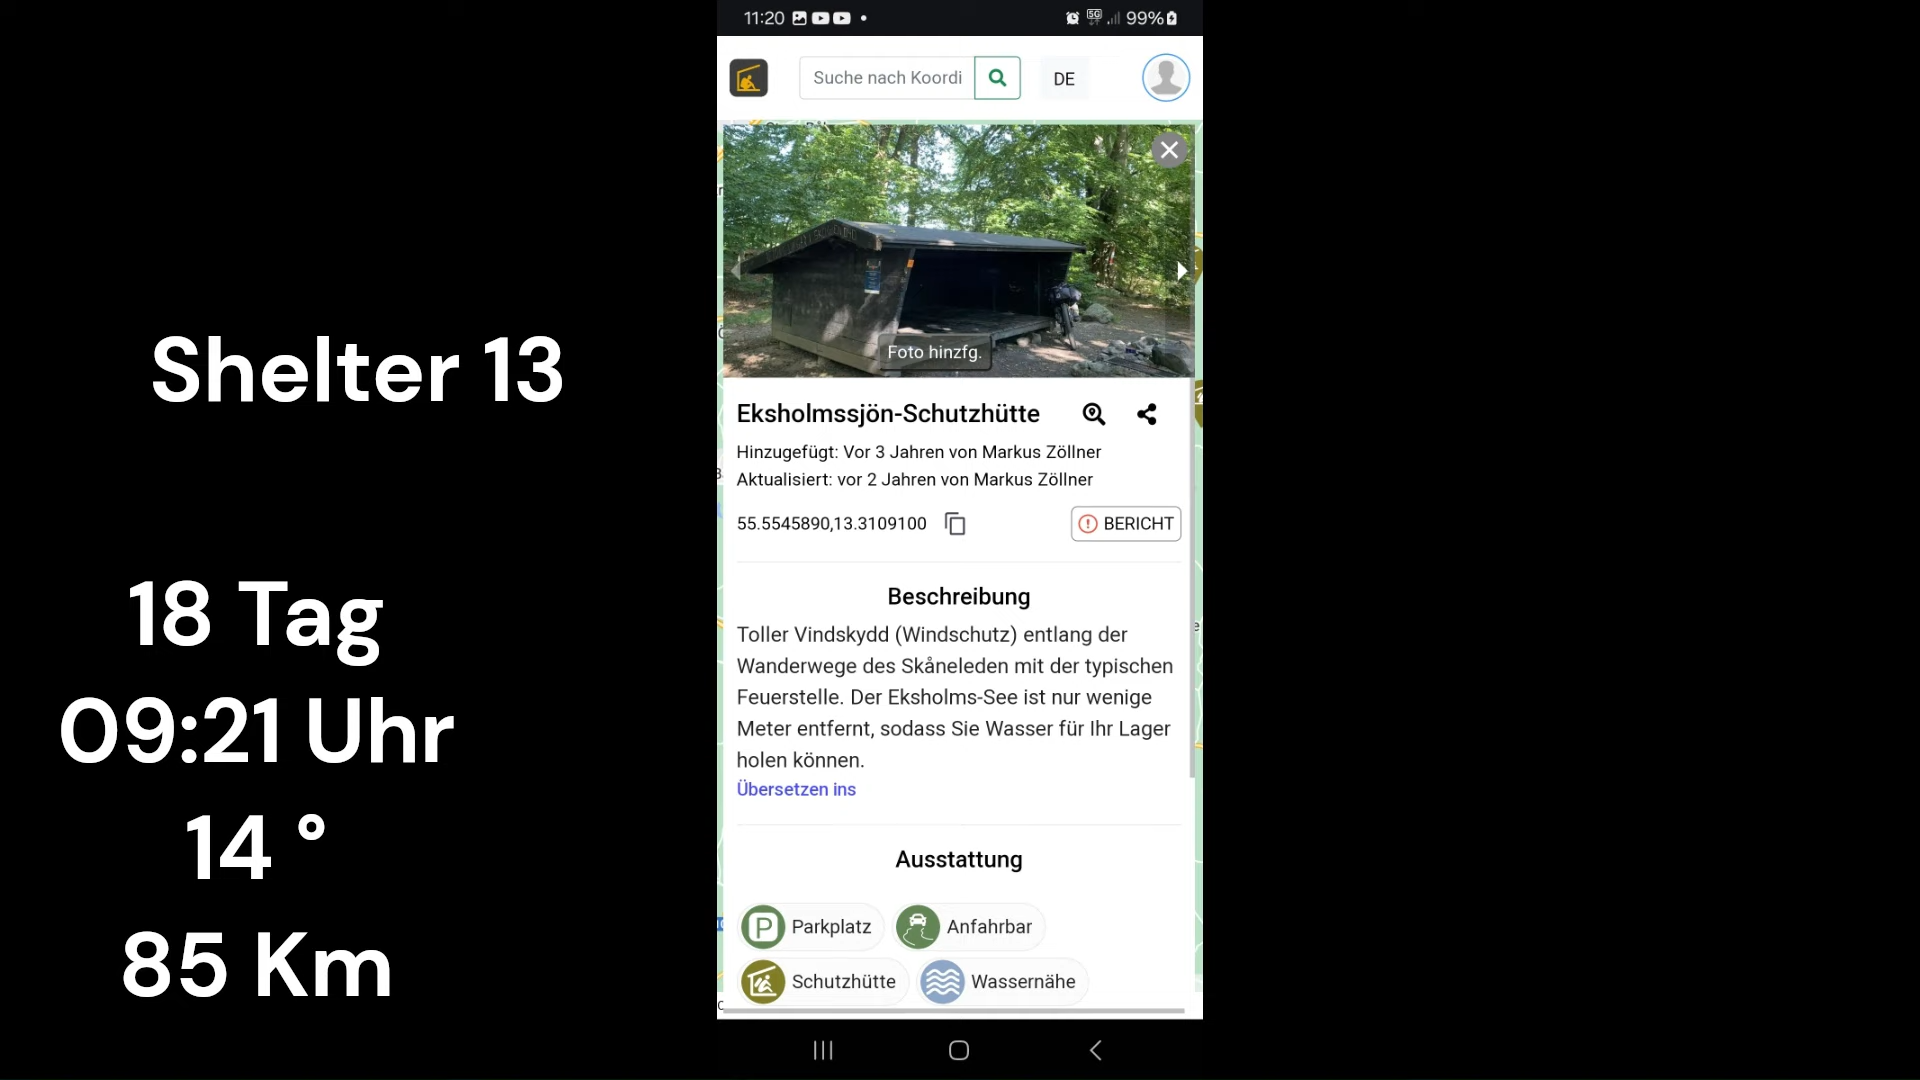 Shelter 13
18 Tag
09:21 Uhr
14 °
85 Km
11:20
5G
99%
Suche nach Koordi
DE
Foto hinzfg.
Eksholmssjön-Schutzhütte
Hinzugefügt: Vor 3 Jahren von Markus Zöllner
Aktualisiert: vor 2 Jahren von Markus Zöllner
55.5545890,13.3109100
BERICHT
Beschreibung
Toller Vindskydd (Windschutz) entlang der
Wanderwege des Skåneleden mit der typischen
Feuerstelle. Der Eksholms-See ist nur wenige
Meter entfernt, sodass Sie Wasser für Ihr Lager
holen können.
Übersetzen ins
Ausstattung
P Parkplatz
Anfahrbar
Schutzhütte
Wassernähe